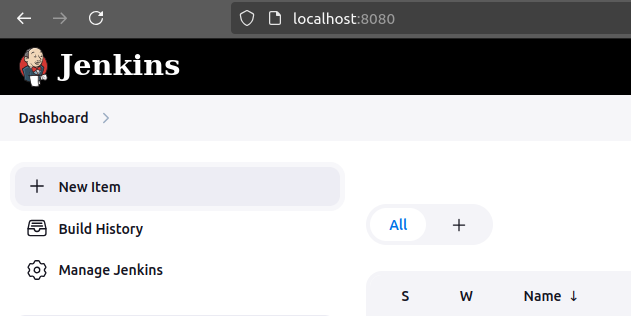 localhost:8080
Jenkins
Dashboard
New Item
Build History
Manage Jenkins
All
S W Name ↓